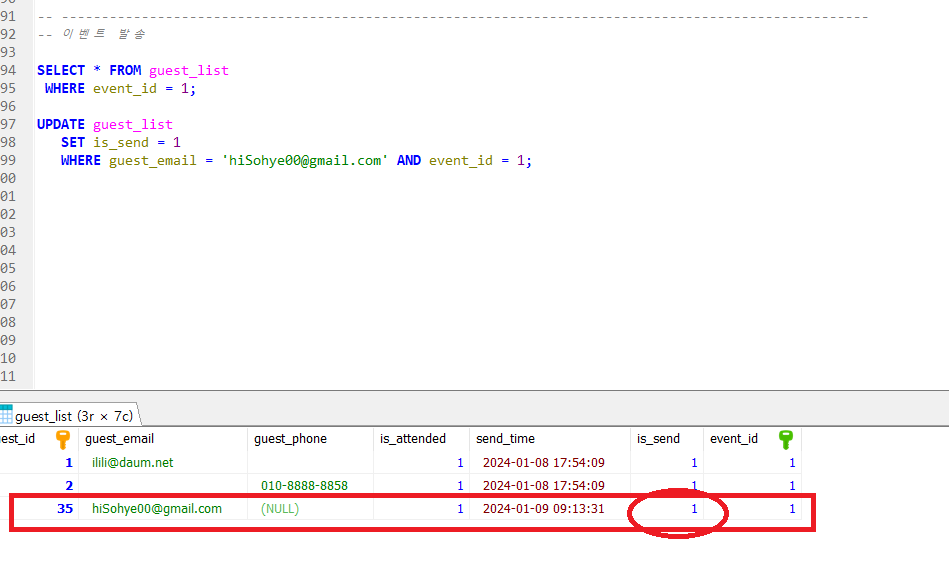 91 -- -----------------------------------------------------------------------------------------------------
92 -- 이벤트 발송
93
94 SELECT * FROM guest_list
95 WHERE event_id = 1;
96
97 UPDATE guest_list
98 SET is_send = 1
99 WHERE guest_email = 'hiSohye00@gmail.com' AND event_id = 1;
00
01
02
03
04
05
06
07
08
09
10
11
guest_list (3r × 7c)
est_id guest_email guest_phone is_attended send_time is_send event_id
1 ilili@daum.net 1 2024-01-08 17:54:09 1 1
2 010-8888-8858 1 2024-01-08 17:54:09 1 1
35 hiSohye00@gmail.com (NULL) 1 2024-01-09 09:13:31 1 1